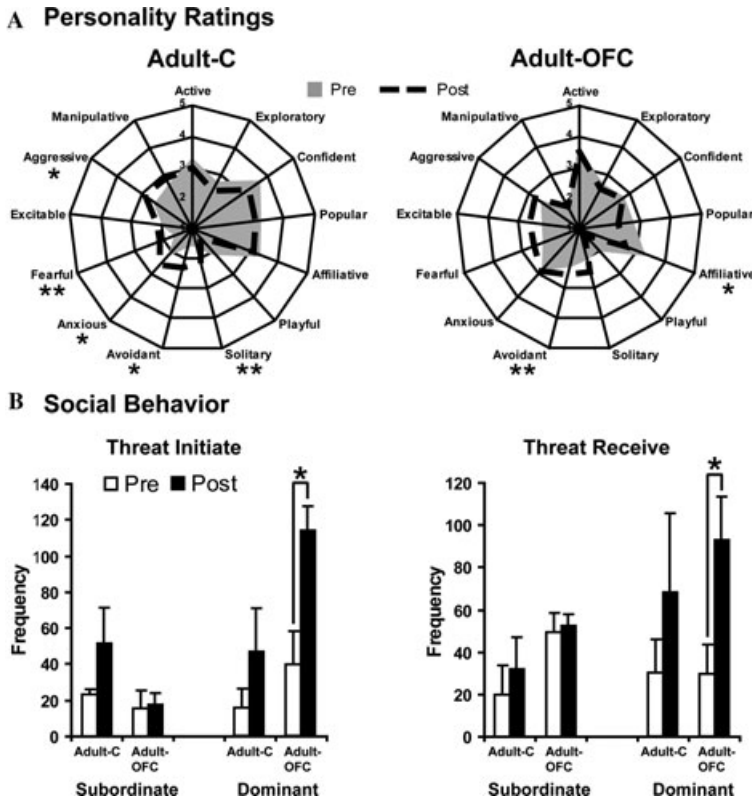 A Personality Ratings
Adult-C
Adult-OFC
Pre Post
Active
Exploratory
Confident
Popular
Affiliative
Playful
Solitary
**
Avoidant
*
Anxious
*
Fearful
**
Excitable
Aggressive
*
Manipulative
5
4
3
2
Active
Exploratory
Confident
Popular
Affiliative
*
Playful
Solitary
Avoidant
**
Anxious
Fearful
Excitable
Aggressive
Manipulative
5
4
3
2
B Social Behavior
Threat Initiate
Pre Post
*
Frequency
140
120
100
80
60
40
20
0
Adult-C
Adult-
OFC
Adult-C
Adult-
OFC
Subordinate
Dominant
Threat Receive
*
Frequency
120
100
80
60
40
20
0
Adult-C
Adult-
OFC
Adult-C
Adult-
OFC
Subordinate
Dominant